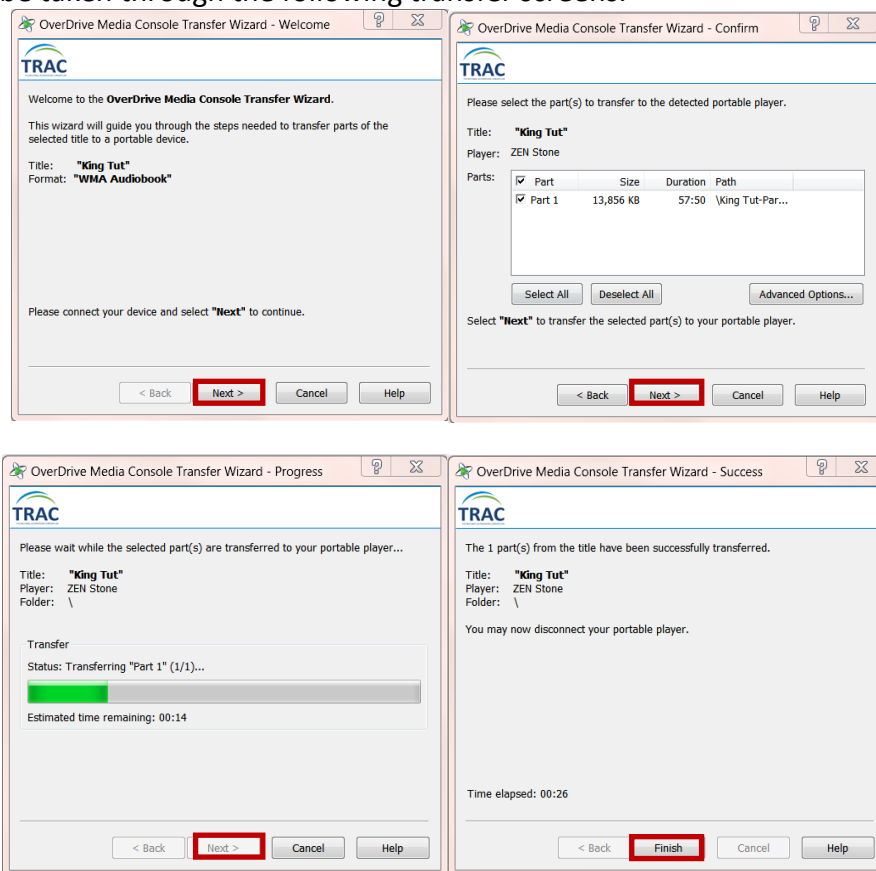 be taken through the following transfer screens:
OverDrive Media Console Transfer Wizard - Welcome
TRAC
Welcome to the OverDrive Media Console Transfer Wizard.
This wizard will guide you through the steps needed to transfer parts of the
selected title to a portable device.
Title: "King Tut"
Format: "WMA Audiobook"
Please connect your device and select "Next" to continue.
< Back Next > Cancel Help
OverDrive Media Console Transfer Wizard - Confirm
TRAC
Please select the part(s) to transfer to the detected portable player.
Title: "King Tut"
Player: ZEN Stone
Parts:
Part Size Duration Path
Part 1 13,856 KB 57:50 \King Tut-Par...
Select All Deselect All Advanced Options...
Select "Next" to transfer the selected part(s) to your portable player.
< Back Next > Cancel Help
OverDrive Media Console Transfer Wizard - Progress
TRAC
Please wait while the selected part(s) are transferred to your portable player...
Title: "King Tut"
Player: ZEN Stone
Folder: \
Transfer
Status: Transferring "Part 1" (1/1)...
Estimated time remaining: 00:14
< Back Next > Cancel Help
OverDrive Media Console Transfer Wizard - Success
TRAC
The 1 part(s) from the title have been successfully transferred.
Title: "King Tut"
Player: ZEN Stone
Folder: \
You may now disconnect your portable player.
Time elapsed: 00:26
< Back Finish Cancel Help